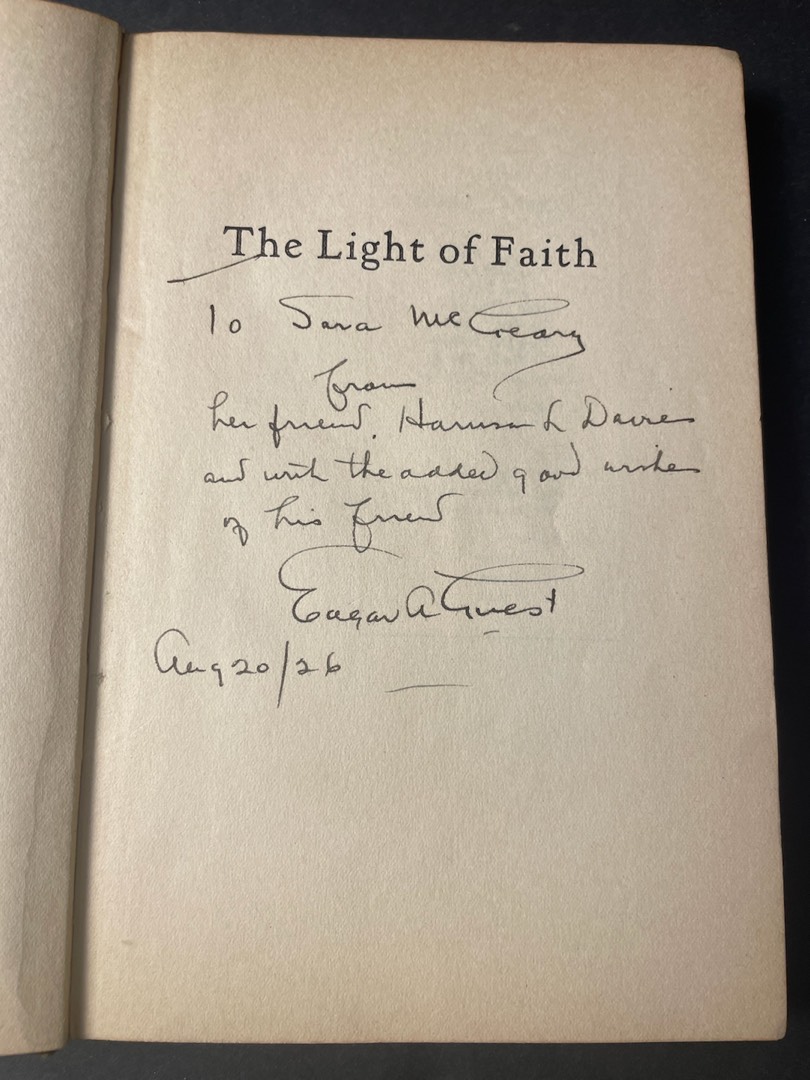 The Light of Faith
To Sara McCreary
from
her friend, Harrison L Davies
and with the added good wishes
of his friend
Edgar A Guest
Aug 20/26